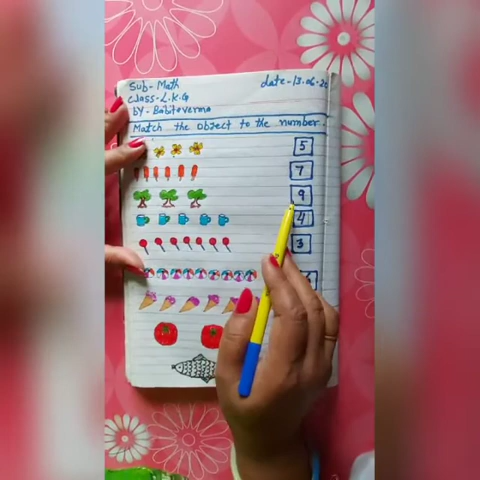 Sub- Math
date-13.06.20
Class-L.K.G
by-Babitaverma
Match the object to the number.
5
7
9
4
3